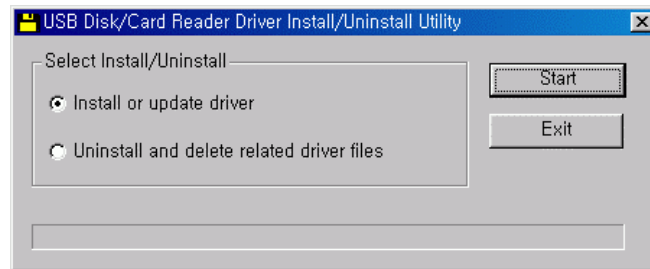 USB Disk/Card Reader Driver Install/Uninstall Utility
Select Install/Uninstall
Install or update driver
Uninstall and delete related driver files
Start
Exit